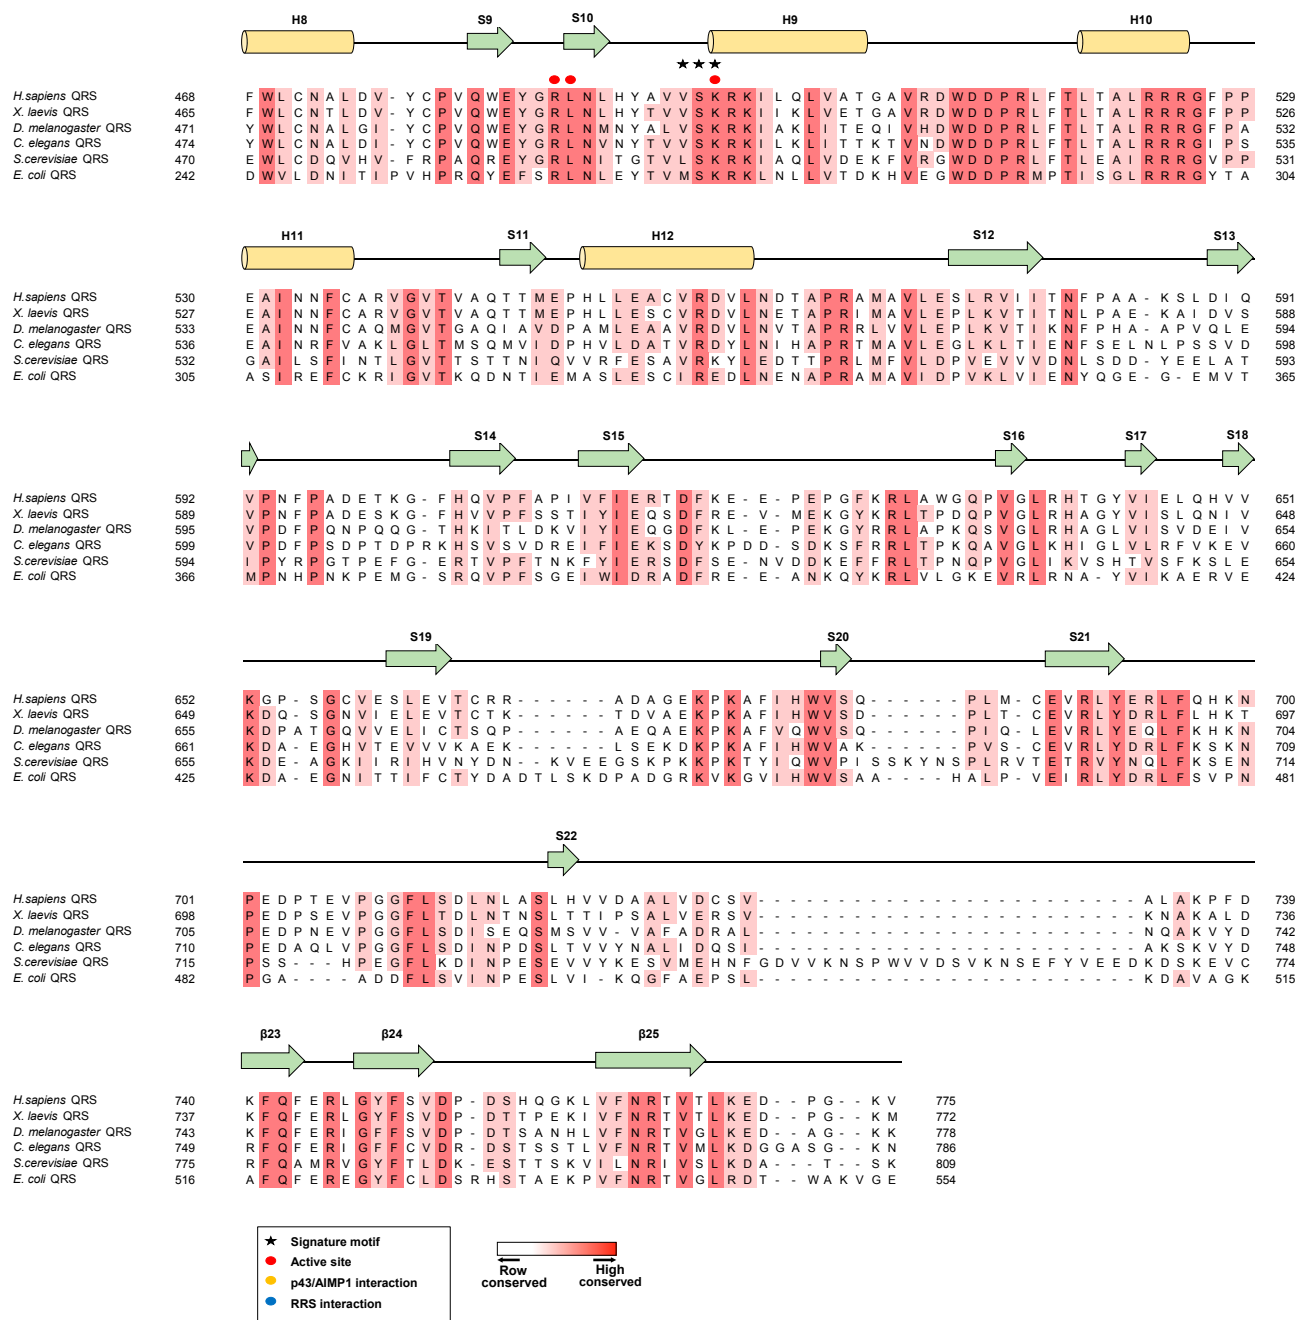 H8 S9 S10 H9 H10
★ ★ ★
H.sapiens QRS 468 F W L C N A L D V - Y C P V Q W E Y G R L N L H Y A V V S K R K I L Q L V A T G A V R D W D D P R L F T L T A L R R R G F P P 529
X. laevis QRS 465 F W L C N T L D V - Y C P V Q W E Y G R L N L H Y T V V S K R K I I K L V E T G A V R D W D D P R L F T L T A L R R R G F P P 526
D. melanogaster QRS 471 Y W L C N A L G I - Y C P V Q W E Y G R L N M N Y A L V S K R K I A K L I T E Q I V H D W D D P R L F T L T A L R R R G F P A 532
C. elegans QRS 474 Y W L C N A L D I - Y C P V Q W E Y G R L N V N Y T V V S K R K I L K L I T T K T V N D W D D P R L F T L T A L R R R G I P S 535
S.cerevisiae QRS 470 E W L C D Q V H V - F R P A Q R E Y G R L N I T G T V L S K R K I A Q L V D E K F V R G W D D P R L F T L E A I R R R G V P P 531
E. coli QRS 242 D W V L D N I T I P V H P R Q Y E F S R L N L E Y T V M S K R K L N L L V T D K H V E G W D D P R M P T I S G L R R R G Y T A 304
H11 S11 H12 S12 S13
H.sapiens QRS 530 E A I N N F C A R V G V T V A Q T T M E P H L L E A C V R D V L N D T A P R A M A V L E S L R V I I T N F P A A - K S L D I Q 591
X. laevis QRS 527 E A I N N F C A R V G V T V A Q T T M E P H L L E S C V R D V L N E T A P R I M A V L E P L K V T I T N L P A E - K A I D V S 588
D. melanogaster QRS 533 E A I N N F C A Q M G V T G A Q I A V D P A M L E A A V R D V L N V T A P R R L V V L E P L K V T I K N F P H A - A P V Q L E 594
C. elegans QRS 536 E A I N R F V A K L G L T M S Q M V I D P H V L D A T V R D Y L N I H A P R T M A V L E G L K L T I E N F S E L N L P S S V D 598
S.cerevisiae QRS 532 G A I L S F I N T L G V T T S T T N I Q V V R F E S A V R K Y L E D T T P R L M F V L D P V E V V V D N L S D D - Y E E L A T 593
E. coli QRS 305 A S I R E F C K R I G V T K Q D N T I E M A S L E S C I R E D L N E N A P R A M A V I D P V K L V I E N Y Q G E - G - E M V T 365
S14 S15 S16 S17 S18
H.sapiens QRS 592 V P N F P A D E T K G - F H Q V P F A P I V F I E R T D F K E - E - P E P G F K R L A W G Q P V G L R H T G Y V I E L Q H V V 651
X. laevis QRS 589 V P N F P A D E S K G - F H V V P F S S T I Y I E Q S D F R E - V - M E K G Y K R L T P D Q P V G L R H A G Y V I S L Q N I V 648
D. melanogaster QRS 595 V P D F P Q N P Q Q G - T H K I T L D K V I Y I E Q G D F K L - E - P E K G Y R R L A P K Q S V G L R H A G L V I S V D E I V 654
C. elegans QRS 599 V P D F P S D P T D P R K H S V S V D R E I F I E K S D Y K P D D - S D K S F R R L T P K Q A V G L K H I G L V L R F V K E V 660
S.cerevisiae QRS 594 I P Y R P G T P E F G - E R T V P F T N K F Y I E R S D F S E - N V D D K E F F R L T P N Q P V G L I K V S H T V S F K S L E 654
E. coli QRS 366 M P N H P N K P E M G - S R Q V P F S G E I W I D R A D F R E - E - A N K Q Y K R L V L G K E V R L R N A - Y V I K A E R V E 424
S19 S20 S21
H.sapiens QRS 652 K G P - S G C V E S L E V T C R R - - - - - - A D A G E K P K A F I H W V S Q - - - - - - P L M - C E V R L Y E R L F Q H K N 700
X. laevis QRS 649 K D Q - S G N V I E L E V T C T K - - - - - - T D V A E K P K A F I H W V S D - - - - - - P L T - C E V R L Y D R L F L H K T 697
D. melanogaster QRS 655 K D P A T G Q V V E L I C T S Q P - - - - - - A E Q A E K P K A F V Q W V S Q - - - - - - P I Q - L E V R L Y E Q L F K H K N 704
C. elegans QRS 661 K D A - E G H V T E V V V K A E K - - - - - - L S E K D K P K A F I H W V A K - - - - - - P V S - C E V R L Y D R L F K S K N 709
S.cerevisiae QRS 655 K D E - A G K I I R I H V N Y D N - - K V E E G S K P K K P K T Y I Q W V P I S S K Y N S P L R V T E T R V Y N Q L F K S E N 714
E. coli QRS 425 K D A - E G N I T T I F C T Y D A D T L S K D P A D G R K V K G V I H W V S A A - - - - H A L P - V E I R L Y D R L F S V P N 481
S22
H.sapiens QRS 701 P E D P T E V P G G F L S D L N L A S L H V V D A A L V D C S V - - - - - - - - - - - - - - - - - - - - - - - - A L A K P F D 739
X. laevis QRS 698 P E D P S E V P G G F L T D L N T N S L T T I P S A L V E R S V - - - - - - - - - - - - - - - - - - - - - - - - K N A K A L D 736
D. melanogaster QRS 705 P E D P N E V P G G F L S D I S E Q S M S V V - V A F A D R A L - - - - - - - - - - - - - - - - - - - - - - - - N Q A K V Y D 742
C. elegans QRS 710 P E D A Q L V P G G F L S D I N P D S L T V V Y N A L I D Q S I - - - - - - - - - - - - - - - - - - - - - - - - A K S K V Y D 748
S.cerevisiae QRS 715 P S S - - - H P E G F L K D I N P E S E V V Y K E S V M E H N F G D V V K N S P W V V D S V K N S E F Y V E E D K D S K E V C 774
E. coli QRS 482 P G A - - - - A D D F L S V I N P E S L V I - K Q G F A E P S L - - - - - - - - - - - - - - - - - - - - - - - - K D A V A G K 515
β23 β24 β25
H.sapiens QRS 740 K F Q F E R L G Y F S V D P - D S H Q G K L V F N R T V T L K E D - - P G - - K V 775
X. laevis QRS 737 K F Q F E R L G Y F S V D P - D T T P E K I V F N R T V T L K E D - - P G - - K M 772
D. melanogaster QRS 743 K F Q F E R I G F F S V D P - D T S A N H L V F N R T V G L K E D - - A G - - K K 778
C. elegans QRS 749 R F Q F E R I G F F C V D R - D S T S S T L V F N R T V M L K D G G A S G - - K N 786
S.cerevisiae QRS 775 R F Q A M R V G Y F T L D K - E S T T S K V I L N R I V S L K D A - - - T - - S K 809
E. coli QRS 516 A F Q F E R E G Y F C L D S R H S T A E K P V F N R T V G L R D T - - W A K V G E 554
★ Signature motif
Active site
p43/AIMP1 interaction
RRS interaction
Row conserved
High conserved